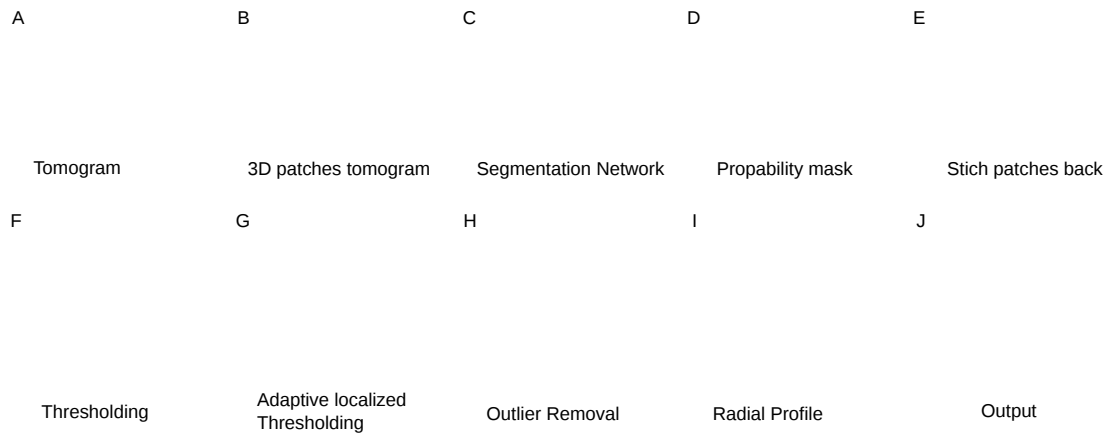 A
B
C
D
E
Tomogram
3D patches tomogram
Segmentation Network
Propability mask
Stich patches back
F
G
H
I
J
Thresholding
Adaptive localized
Thresholding
Outlier Removal
Radial Profile
Output